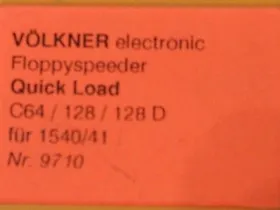 VÖLKNER electronic
Floppyspeeder
Quick Load
C64 / 128 / 128 D
für 1540/41
Nr. 9710